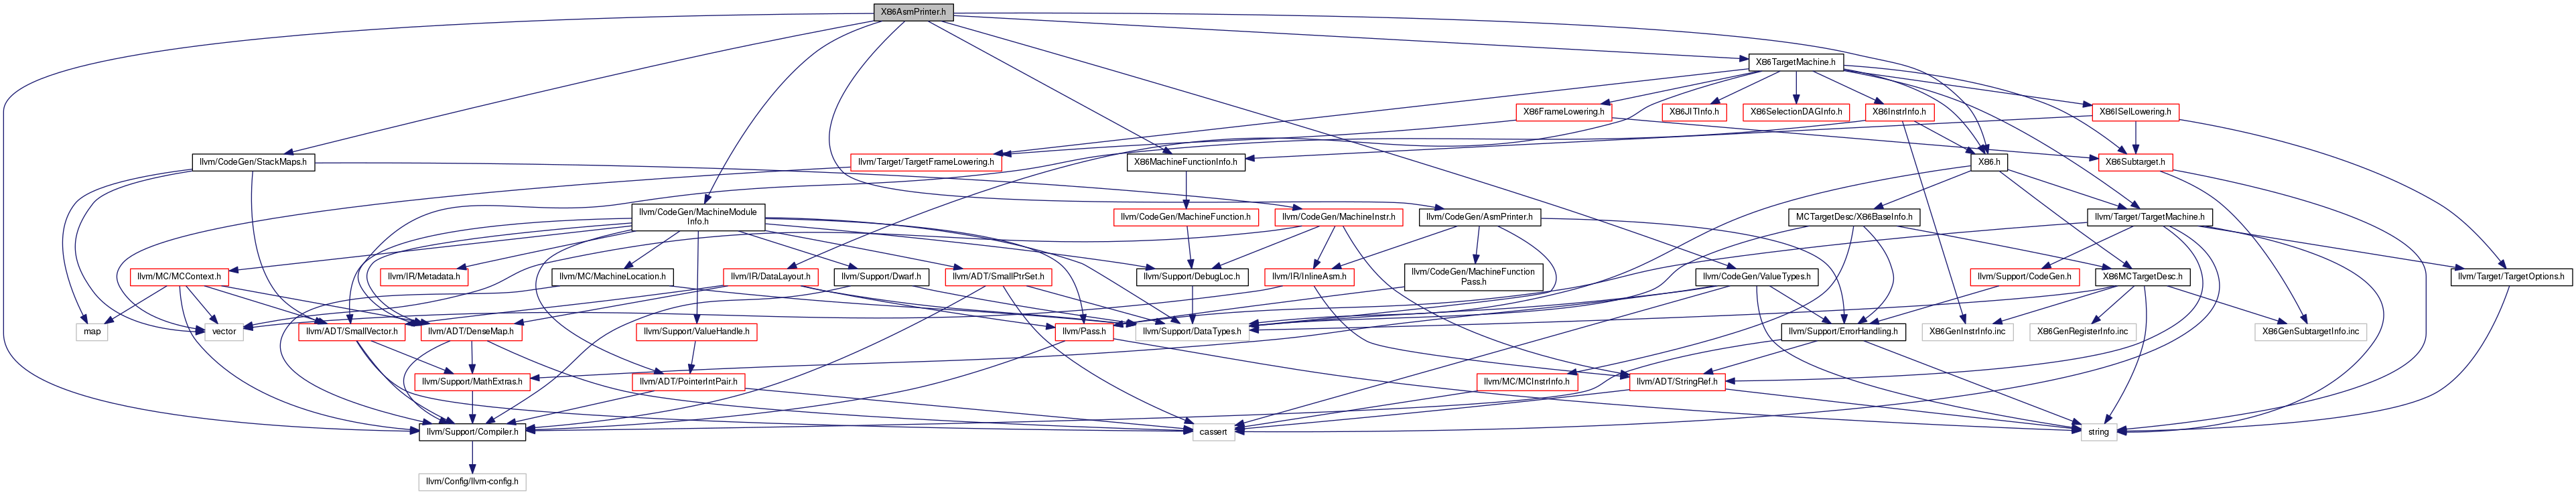 X86AsmPrinter.h
X86TargetMachine.h
X86FrameLowering.h
X86JITInfo.h
X86SelectionDAGInfo.h
X86InstrInfo.h
X86ISelLowering.h
llvm/CodeGen/StackMaps.h
llvm/Target/TargetFrameLowering.h
X86MachineFunctionInfo.h
X86.h
X86Subtarget.h
llvm/CodeGen/MachineModule
Info.h
llvm/CodeGen/MachineFunction.h
llvm/CodeGen/MachineInstr.h
llvm/CodeGen/AsmPrinter.h
MCTargetDesc/X86BaseInfo.h
llvm/Target/TargetMachine.h
llvm/MC/MCContext.h
llvm/IR/Metadata.h
llvm/MC/MachineLocation.h
llvm/IR/DataLayout.h
llvm/Support/Dwarf.h
llvm/ADT/SmallPtrSet.h
llvm/Support/DebugLoc.h
llvm/IR/InlineAsm.h
llvm/CodeGen/MachineFunction
Pass.h
llvm/CodeGen/ValueTypes.h
llvm/Support/CodeGen.h
X86MCTargetDesc.h
llvm/Target/TargetOptions.h
map
vector
llvm/ADT/SmallVector.h
llvm/ADT/DenseMap.h
llvm/Support/ValueHandle.h
llvm/Pass.h
llvm/Support/DataTypes.h
llvm/Support/ErrorHandling.h
X86GenInstrInfo.inc
X86GenRegisterInfo.inc
X86GenSubtargetInfo.inc
llvm/Support/MathExtras.h
llvm/ADT/PointerIntPair.h
llvm/MC/MCInstrInfo.h
llvm/ADT/StringRef.h
llvm/Support/Compiler.h
cassert
string
llvm/Config/llvm-config.h